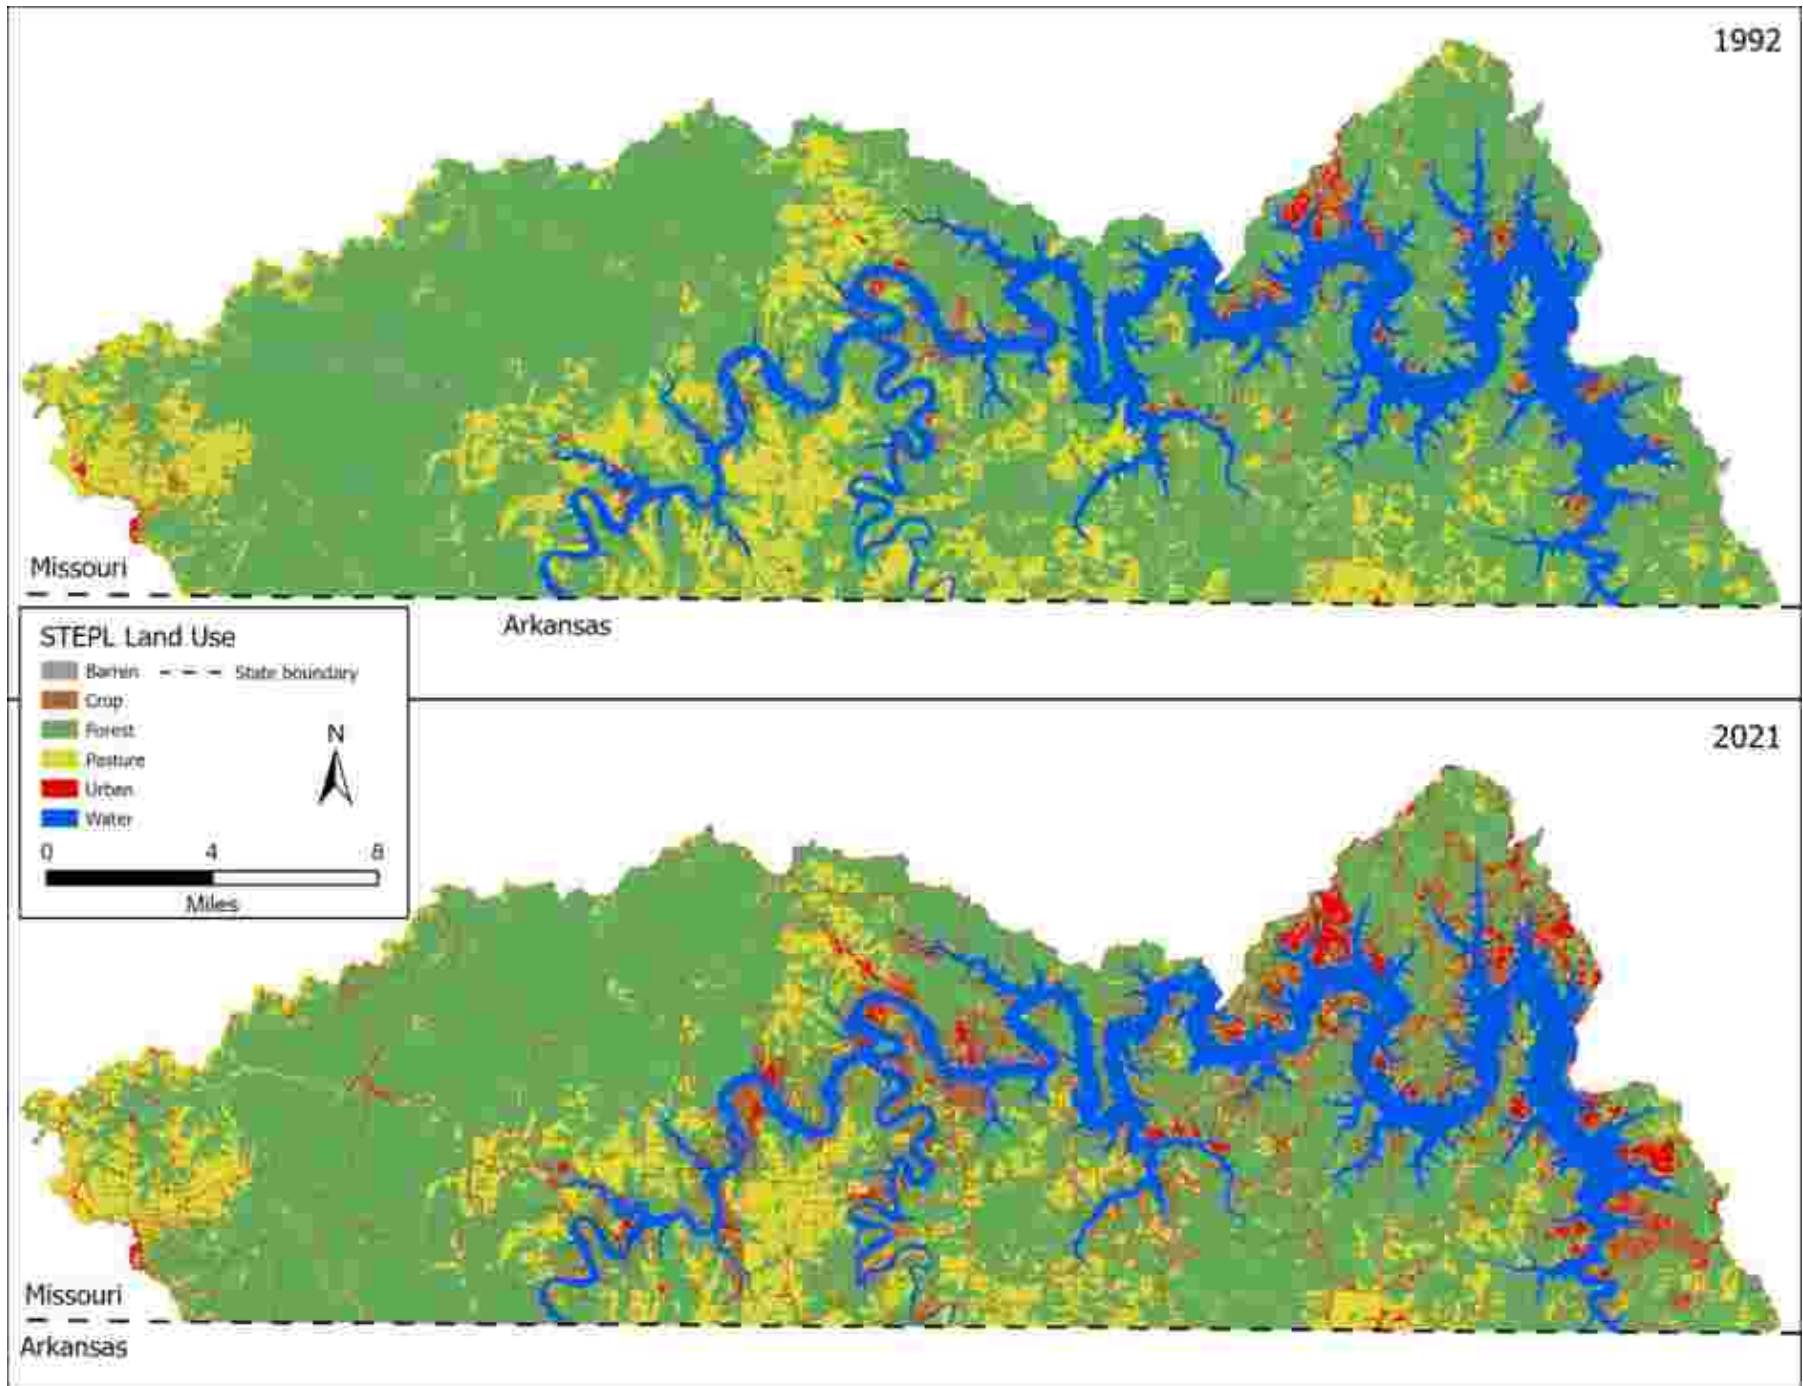 1992
Missouri
Arkansas
STEPL Land Use
Barren
State boundary
Crop
Forest
N
Pasture
Urban
Water
0 4 8
Miles
2021
Missouri
Arkansas